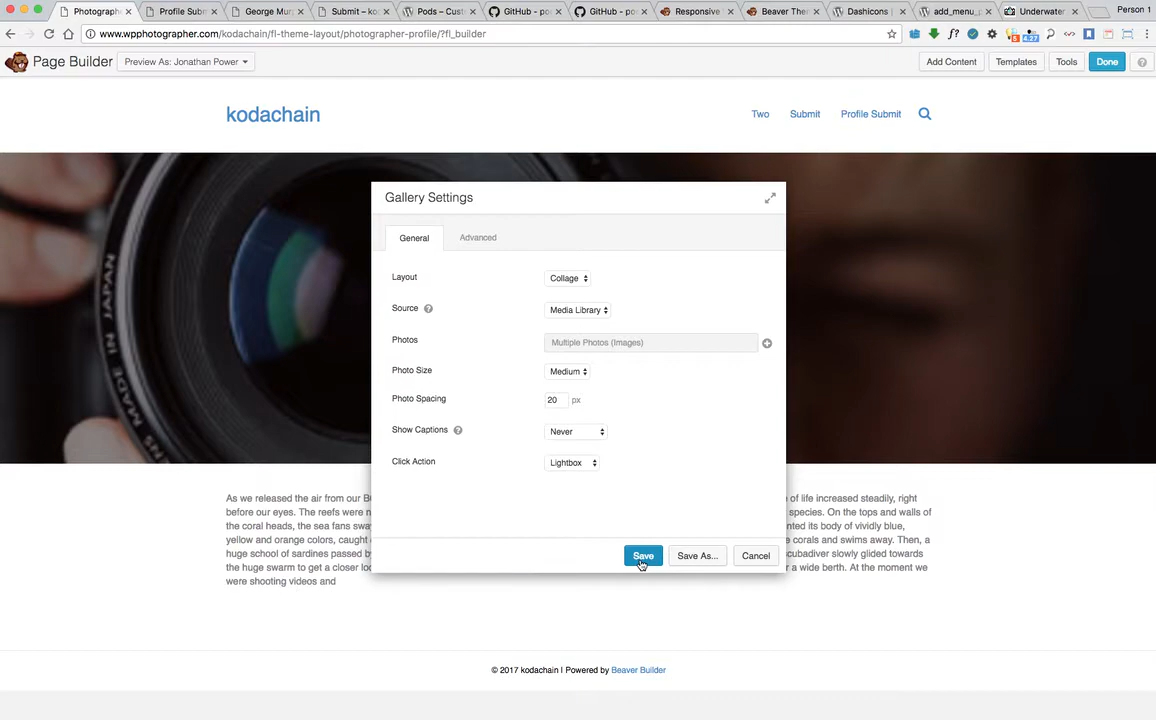 Photograph
Profile Subm
George Mur
Submit – ko
Pods – Cust
GitHub - po
GitHub - po
Responsive
Beaver Ther
Dashicons |
add_menu_p
Underwater
Person 1
www.wpphotographer.com/kodachain/fl-theme-layout/photographer-profile/?fl_builder
Page Builder
Preview As: Jonathan Power
Add Content
Templates
Tools
Done
kodachain
Two
Submit
Profile Submit
MADE IN JAPAN
Gallery Settings
General
Advanced
Layout
Collage
Source
Media Library
Photos
Multiple Photos (Images)
Photo Size
Medium
Photo Spacing
20 px
Show Captions
Never
Click Action
Lightbox
Save
Save As...
Cancel
As we released the air from our B
before our eyes. The reefs were
the coral heads, the sea fans swa
yellow and orange colors, caught
huge school of sardines passed by
the huge swarm to get a closer
were shooting videos and
of life increased steadily, right
species. On the tops and walls of
nted its body of vividly blue,
corals and swims away. Then, a
cubadiver slowly glided towards
a wide berth. At the moment we
© 2017 kodachain | Powered by Beaver Builder